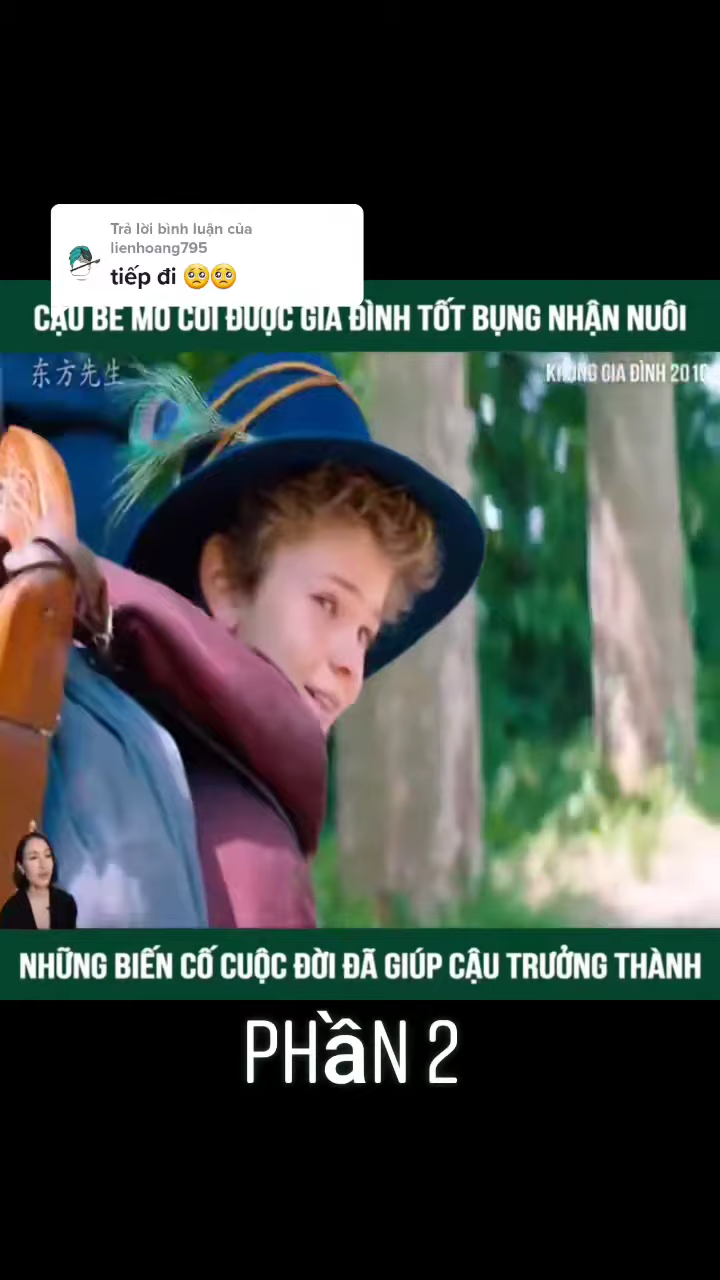 Trả lời bình luận của
lienhoang795
tiếp đi 🥺🥺
CẬU BÉ MỒ CÔI ĐƯỢC GIA ĐÌNH TỐT BỤNG NHẬN NUÔI
东方先生
KHÔNG GIA ĐÌNH 2018
NHỮNG BIẾN CỐ CUỘC ĐỜI ĐÃ GIÚP CẬU TRƯỞNG THÀNH
PHầN 2